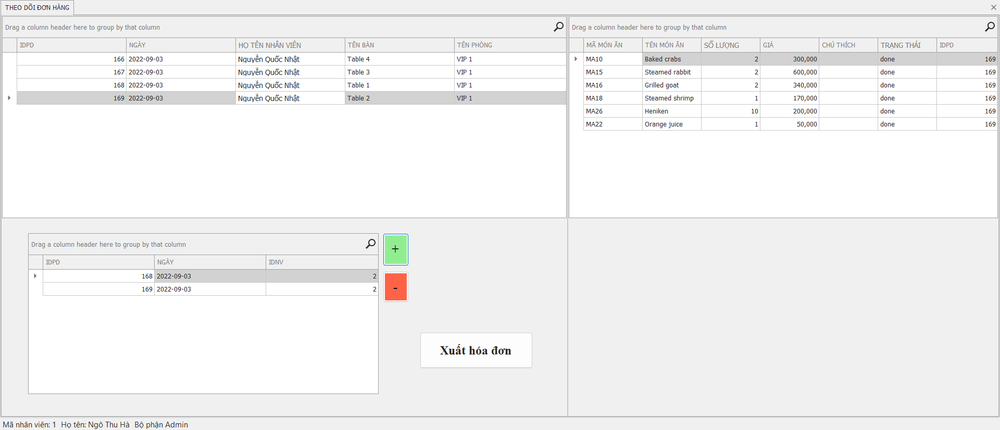 THEO DÕI ĐƠN HÀNG
Drag a column header here to group by that column
IDPD NGÀY HỌ TÊN NHÂN VIÊN TÊN BÀN TÊN PHÒNG
166 2022-09-03 Nguyễn Quốc Nhật Table 4 VIP 1
167 2022-09-03 Nguyễn Quốc Nhật Table 3 VIP 1
168 2022-09-03 Nguyễn Quốc Nhật Table 1 VIP 1
169 2022-09-03 Nguyễn Quốc Nhật Table 2 VIP 1
Drag a column header here to group by that column
MÃ MÓN ĂN TÊN MÓN ĂN SỐ LƯỢNG GIÁ CHÚ THÍCH TRẠNG THÁI IDPD
MA10 Baked crabs 2 300,000 done 169
MA15 Steamed rabbit 2 600,000 done 169
MA16 Grilled goat 2 340,000 done 169
MA18 Steamed shrimp 1 170,000 done 169
MA26 Heniken 10 200,000 done 169
MA22 Orange juice 1 50,000 done 169
Drag a column header here to group by that column
IDPD NGÀY IDNV
168 2022-09-03 2
169 2022-09-03 2
+
-
Xuất hóa đơn
Mã nhân viên: 1 Họ tên: Ngô Thu Hà Bộ phận Admin